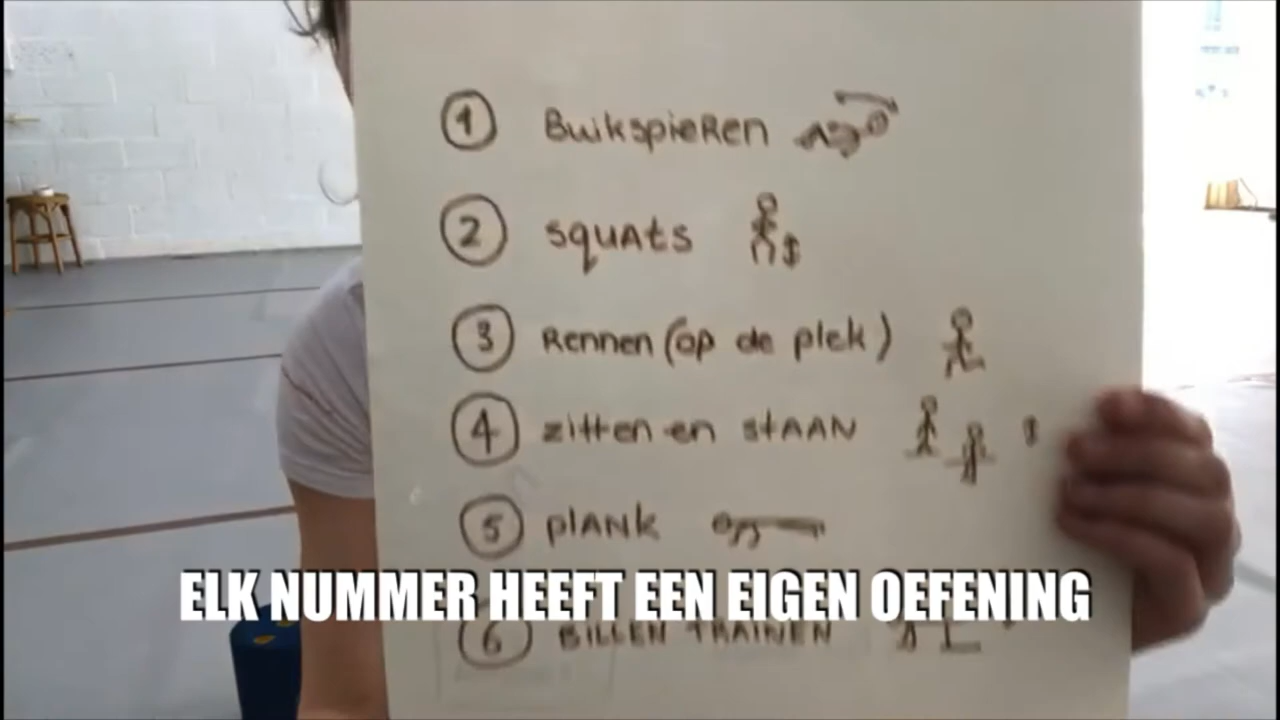 1 BuikspieRen
2 squAts
3 Rennen (op de plek)
4 zitten en stAAN
5 plANK
ELK NUMMER HEEFT EEN EIGEN OEFENING
6 BILLEN TRAINEN